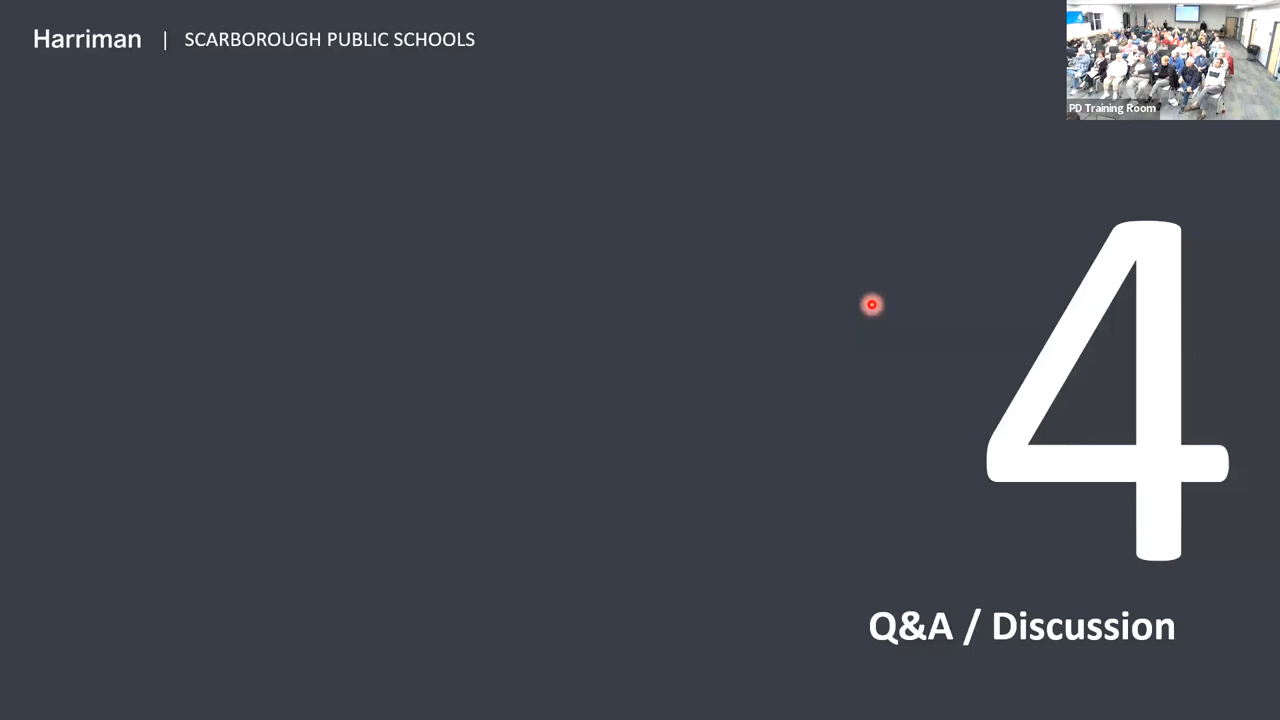 Harriman | SCARBOROUGH PUBLIC SCHOOLS
PD Training Room
4
Q&A / Discussion